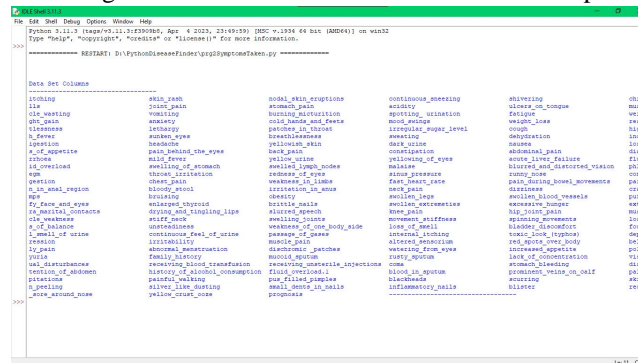 IDLE Shell 3.11.3
File Edit Shell Debug Options Window Help
Python 3.11.3 (tags/v3.11.3:f3909b8, Apr 4 2023, 23:49:59) [MSC v.1934 64 bit (AMD64)] on win32
Type "help", "copyright", "credits" or "license()" for more information.
>>>
============= RESTART: D:\PythonDiseaseFinder\prg2SymptomsTaken.py =============
Data Set Columns
----------------------------------
itching skin_rash nodal_skin_eruptions continuous_sneezing shivering
lls joint_pain stomach_pain acidity ulcers_on_tongue
cle_wasting vomiting burning_micturition spotting_ urination fatigue
ght_gain anxiety cold_hands_and_feets mood_swings weight_loss
tlessness lethargy patches_in_throat irregular_sugar_level cough
h_fever sunken_eyes breathlessness sweating dehydration
igestion headache yellowish_skin dark_urine nausea
s_of_appetite pain_behind_the_eyes back_pain constipation abdominal_pain
rrhoea mild_fever yellow_urine yellowing_of_eyes acute_liver_failure
id_overload swelling_of_stomach swelled_lymph_nodes malaise blurred_and_distorted_vision
egm throat_irritation redness_of_eyes sinus_pressure runny_nose
gestion chest_pain weakness_in_limbs fast_heart_rate pain_during_bowel_movements
n_in_anal_region bloody_stool irritation_in_anus neck_pain dizziness
mps bruising obesity swollen_legs swollen_blood_vessels
fy_face_and_eyes enlarged_thyroid brittle_nails swollen_extremeties excessive_hunger
ra_marital_contacts drying_and_tingling_lips slurred_speech knee_pain hip_joint_pain
cle_weakness stiff_neck swelling_joints movement_stiffness spinning_movements
s_of_balance unsteadiness weakness_of_one_body_side loss_of_smell bladder_discomfort
l_smell_of urine continuous_feel_of_urine passage_of_gases internal_itching toxic_look_(typhos)
ression irritability muscle_pain altered_sensorium red_spots_over_body
ly_pain abnormal_menstruation dischromic _patches watering_from_eyes increased_appetite
yuria family_history mucoid_sputum rusty_sputum lack_of_concentration
ual_disturbances receiving_blood_transfusion receiving_unsterile_injections coma stomach_bleeding
tention_of_abdomen history_of_alcohol_consumption fluid_overload.1 blood_in_sputum prominent_veins_on_calf
pitations painful_walking pus_filled_pimples blackheads scurring
n_peeling silver_like_dusting small_dents_in_nails inflammatory_nails blister
_sore_around_nose yellow_crust_ooze prognosis ----------------------------------
>>>